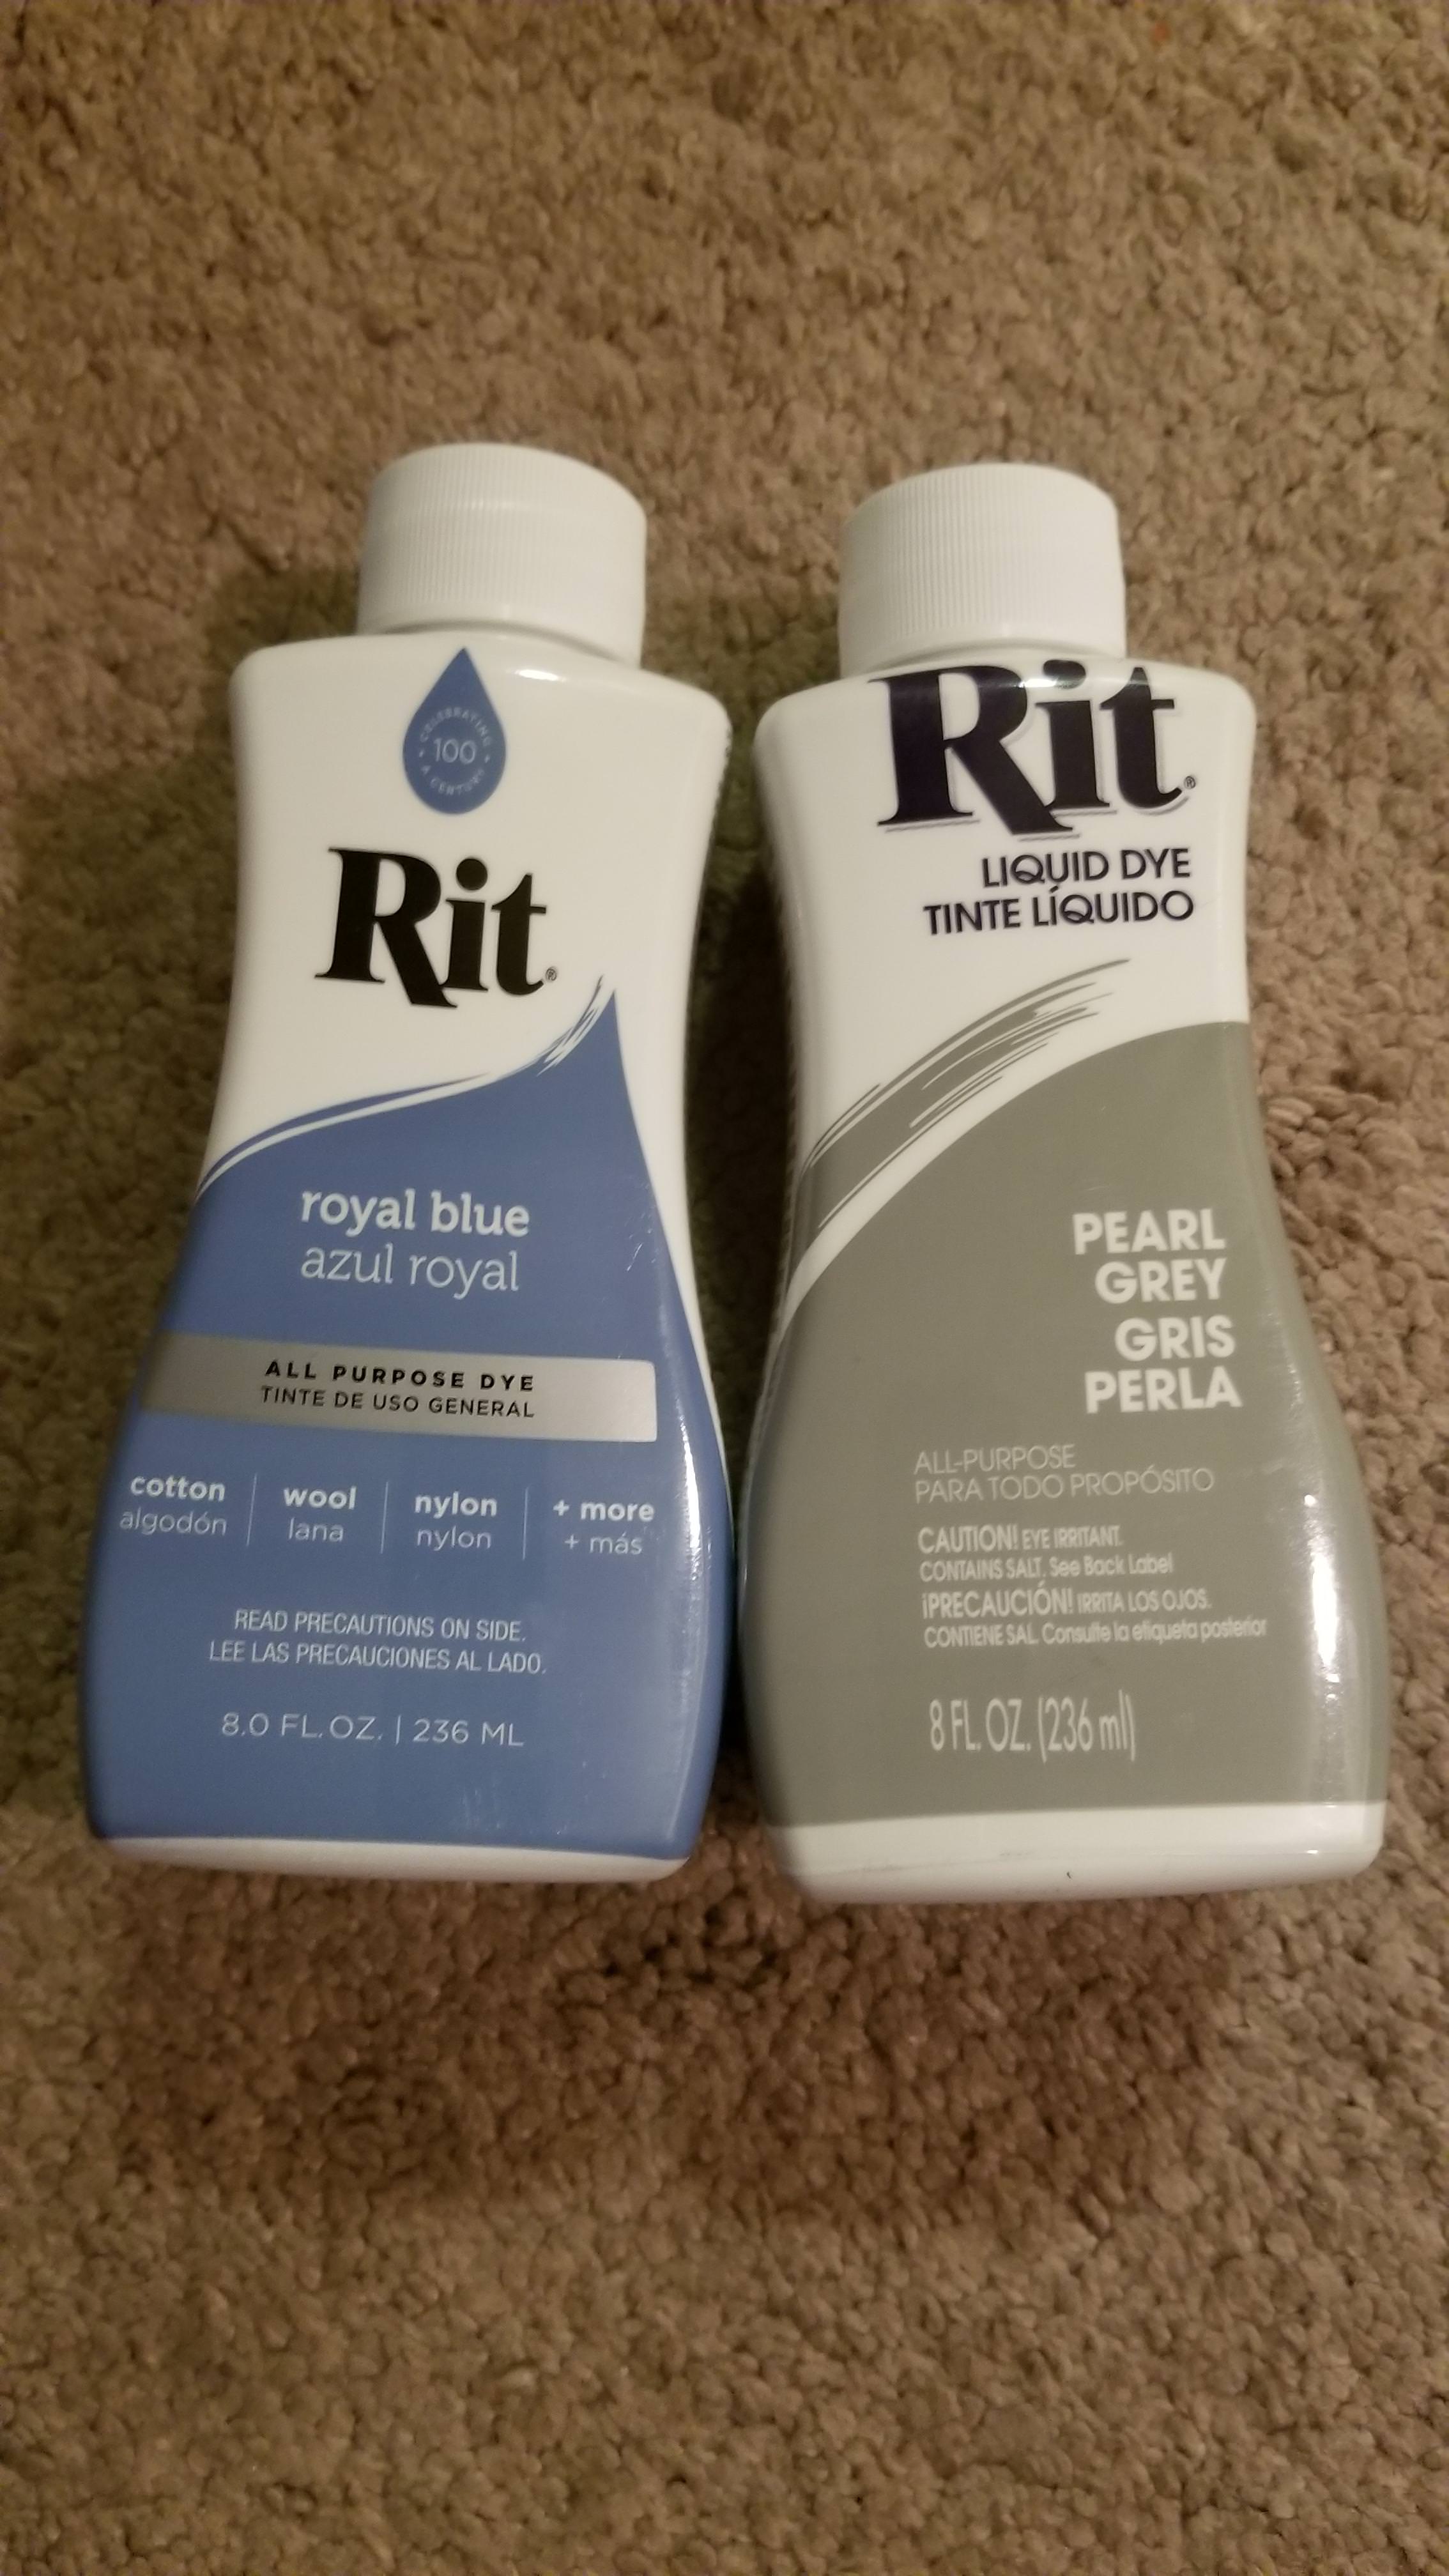 CELEBRATING
100
A CENTURY
Rit®
royal blue
azul royal
ALL PURPOSE DYE
TINTE DE USO GENERAL
cotton
algodón
wool
lana
nylon
nylon
+ more
+ más
READ PRECAUTIONS ON SIDE.
LEE LAS PRECAUCIONES AL LADO.
8.0 FL.OZ. | 236 ML
Rit®
LIQUID DYE
TINTE LÍQUIDO
PEARL
GREY
GRIS
PERLA
ALL-PURPOSE
PARA TODO PROPÓSITO
CAUTION! EYE IRRITANT.
CONTAINS SALT. See Back Label
¡PRECAUCIÓN! IRRITA LOS OJOS.
CONTIENE SAL. Consulte la etiqueta posterior
8 FL. OZ. (236 ml)